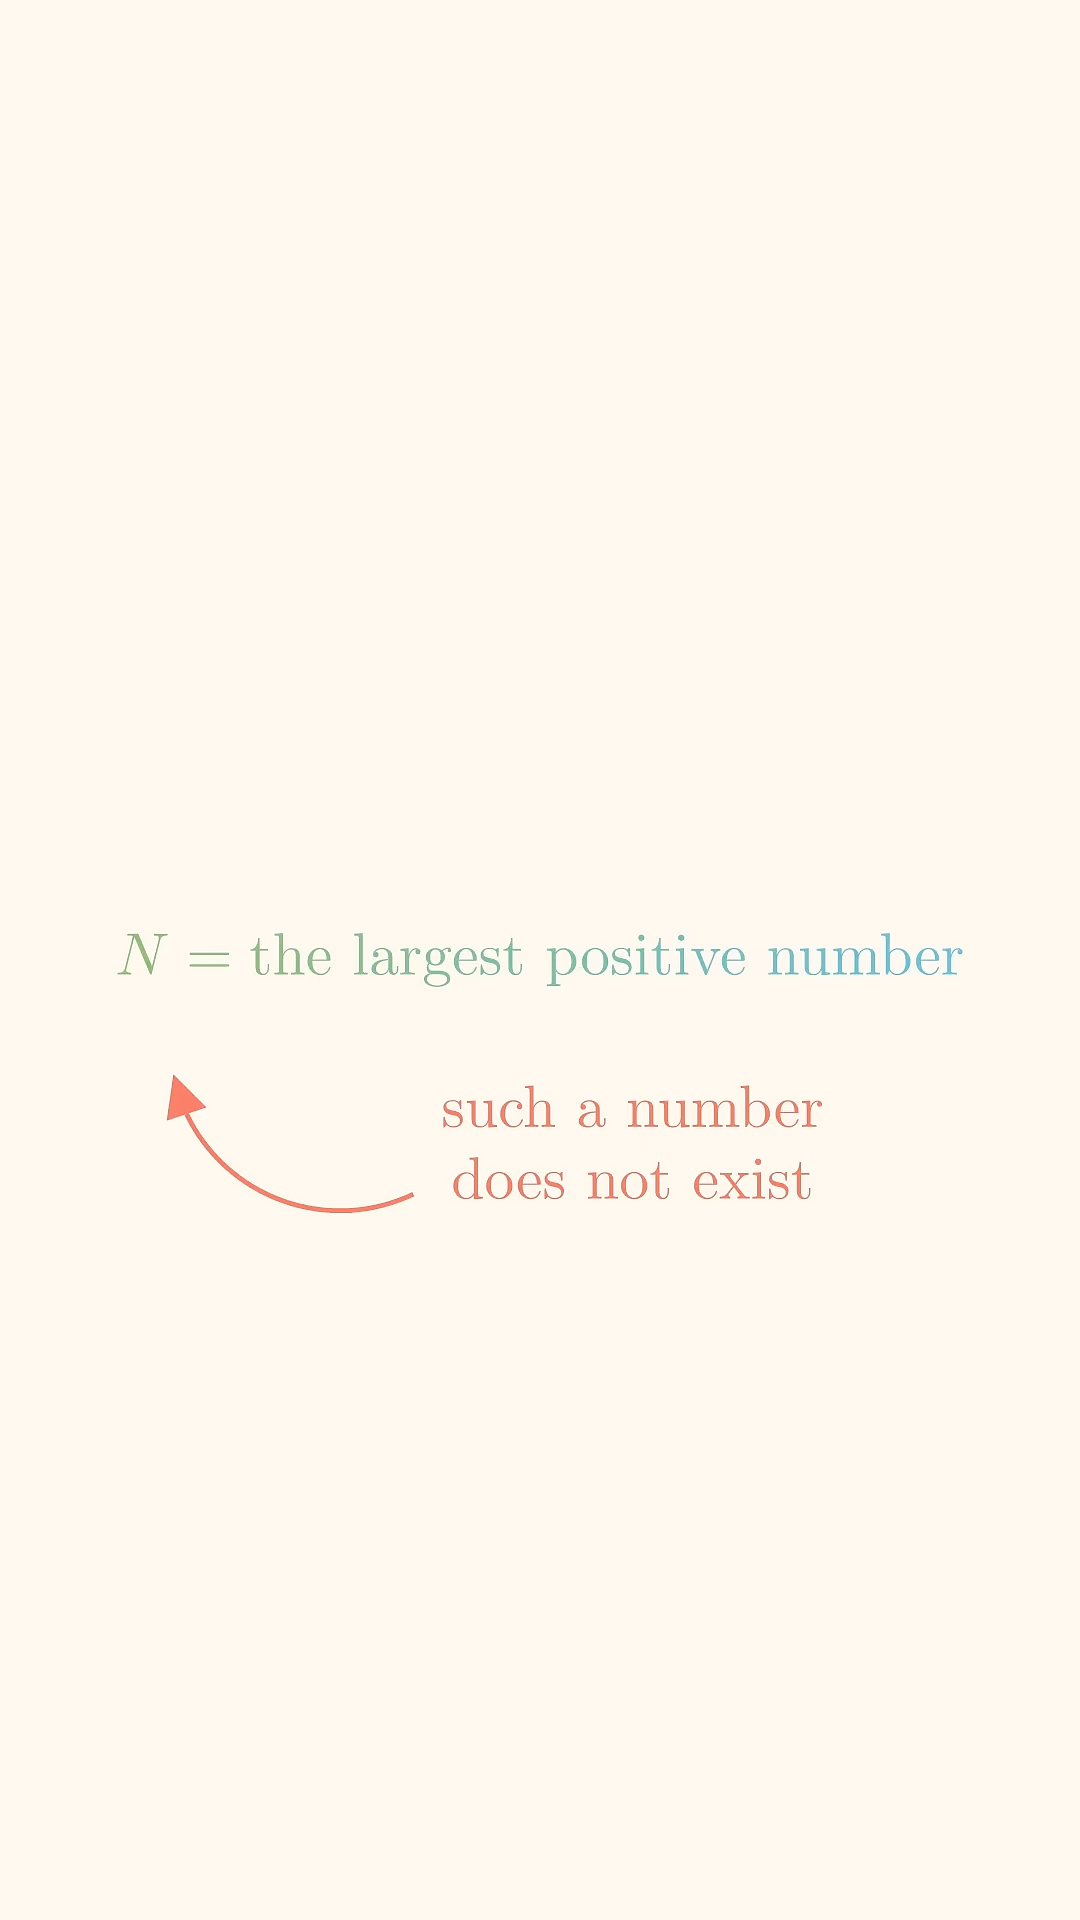 N = the largest positive number
such a number
does not exist